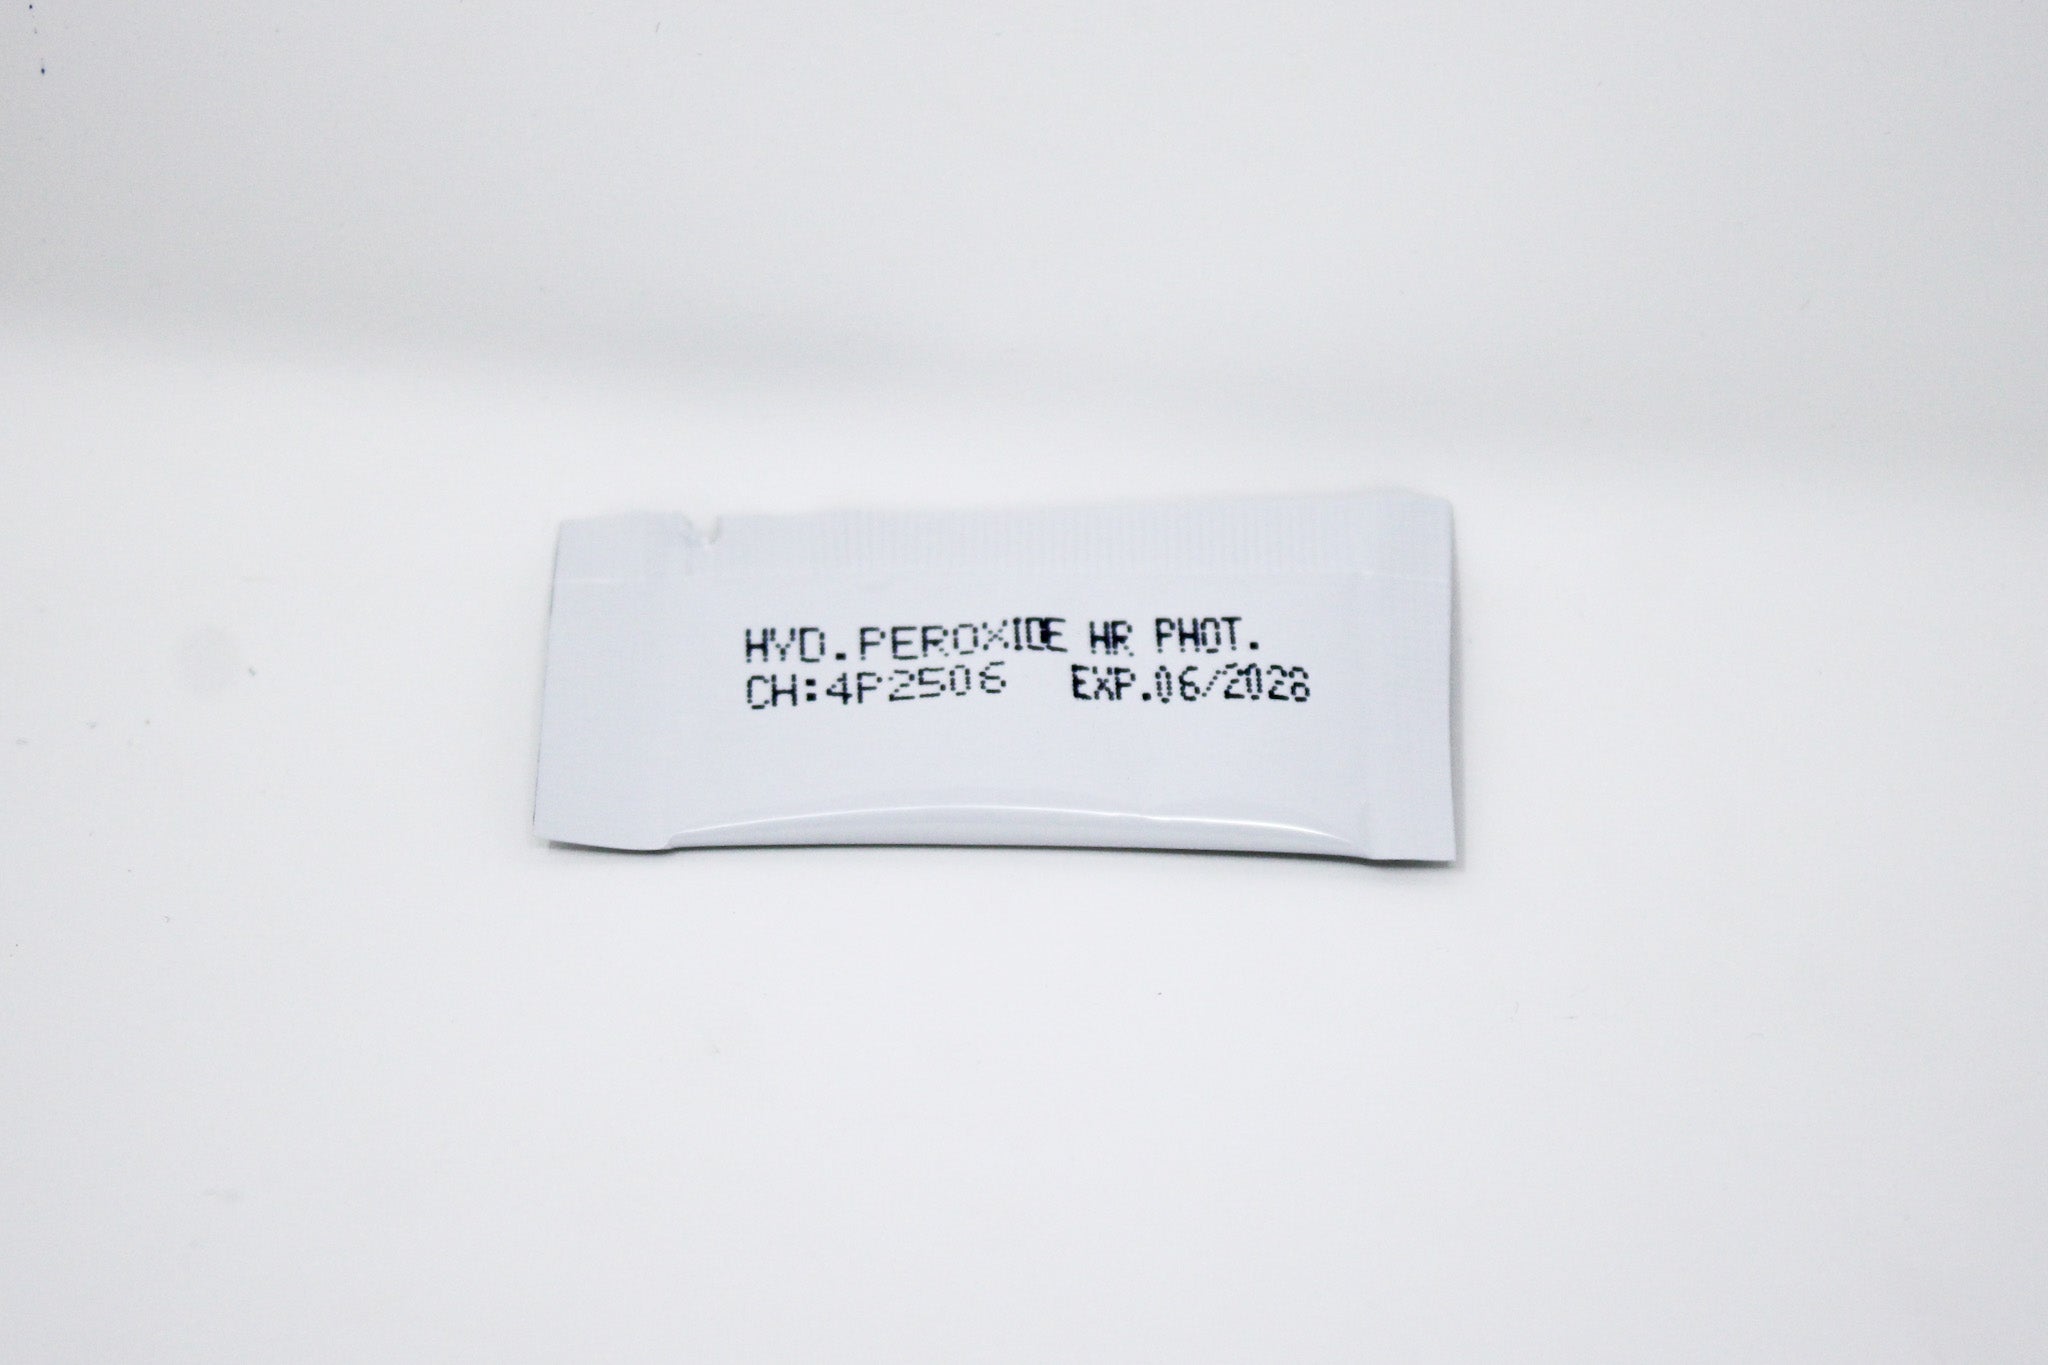 HYD.PEROXIDE HR PHOT.
CH:4P2506 EXP.06/2028